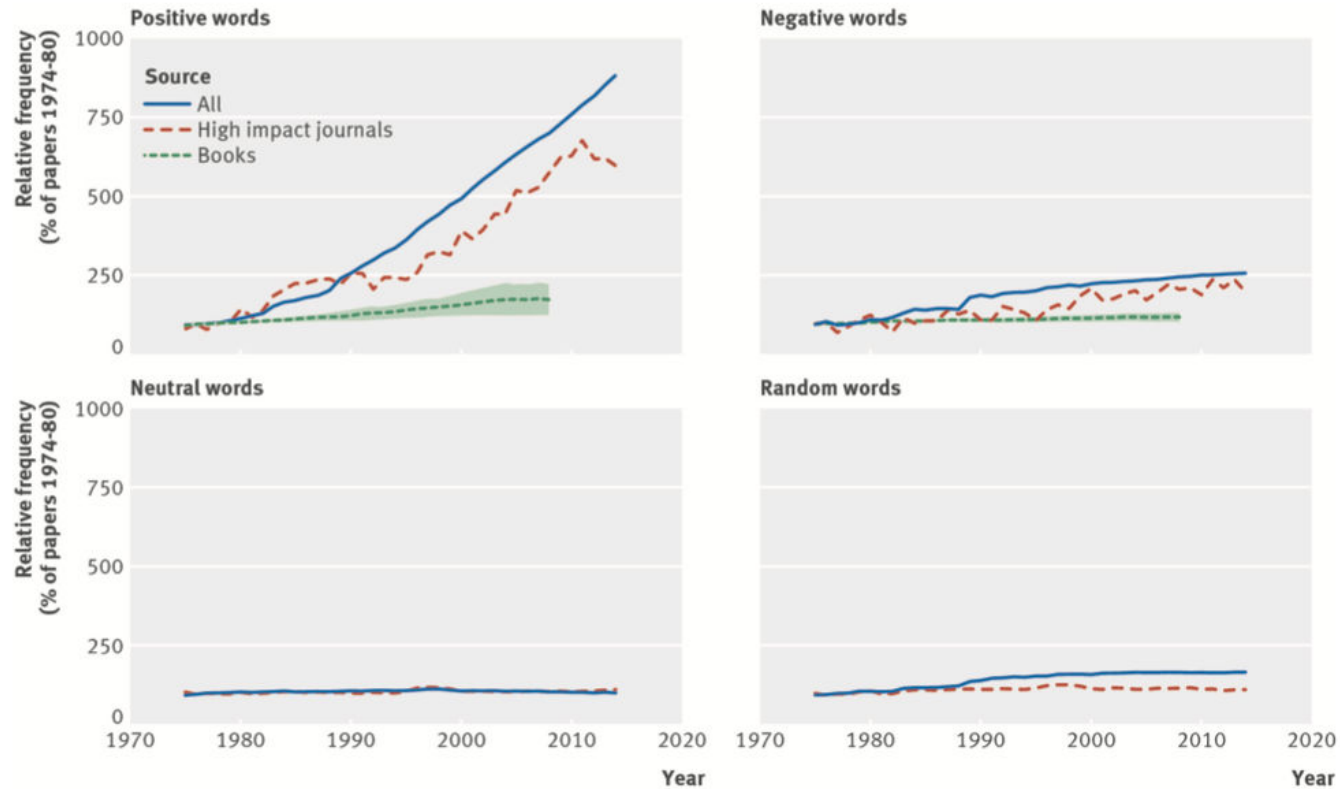 Positive words
Negative words
Relative frequency
(% of papers 1974-80)
1000
750
500
250
0
Source
All
High impact journals
Books
1970
1980
1990
2000
2010
2020
Neutral words
Random words
Relative frequency
(% of papers 1974-80)
1000
750
500
250
0
1970
1980
1990
2000
2010
2020
Year
Year